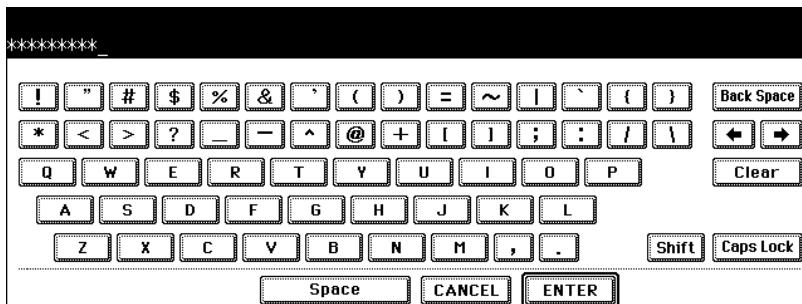 *********_
! " # $ % & ' ( ) = ~ | ` { } Back Space
* < > ? _ - ^ @ + [ ] ; : / \ ← →
Q W E R T Y U I O P Clear
A S D F G H J K L
Z X C V B N M , . Shift Caps Lock
Space CANCEL ENTER